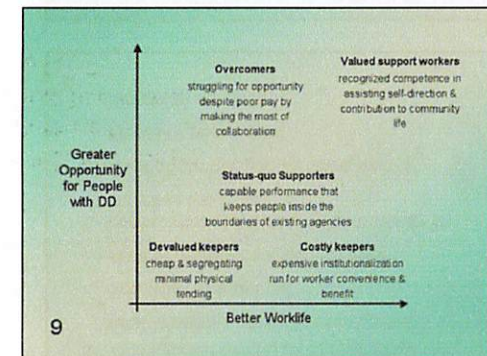 Overcomers
struggling for opportunity
despite poor pay by
making the most of
collaboration
Valued support workers
recognized competence in
assisting self-direction &
contribution to community
life
Greater
Opportunity
for People
with DD
Status-quo Supporters
capable performance that
keeps people inside the
boundaries of existing agencies
Devalued keepers
cheap & segregating
minimal physical
tending
Costly keepers
expensive institutionalization
run for worker convenience &
benefit
Better Worklife
9